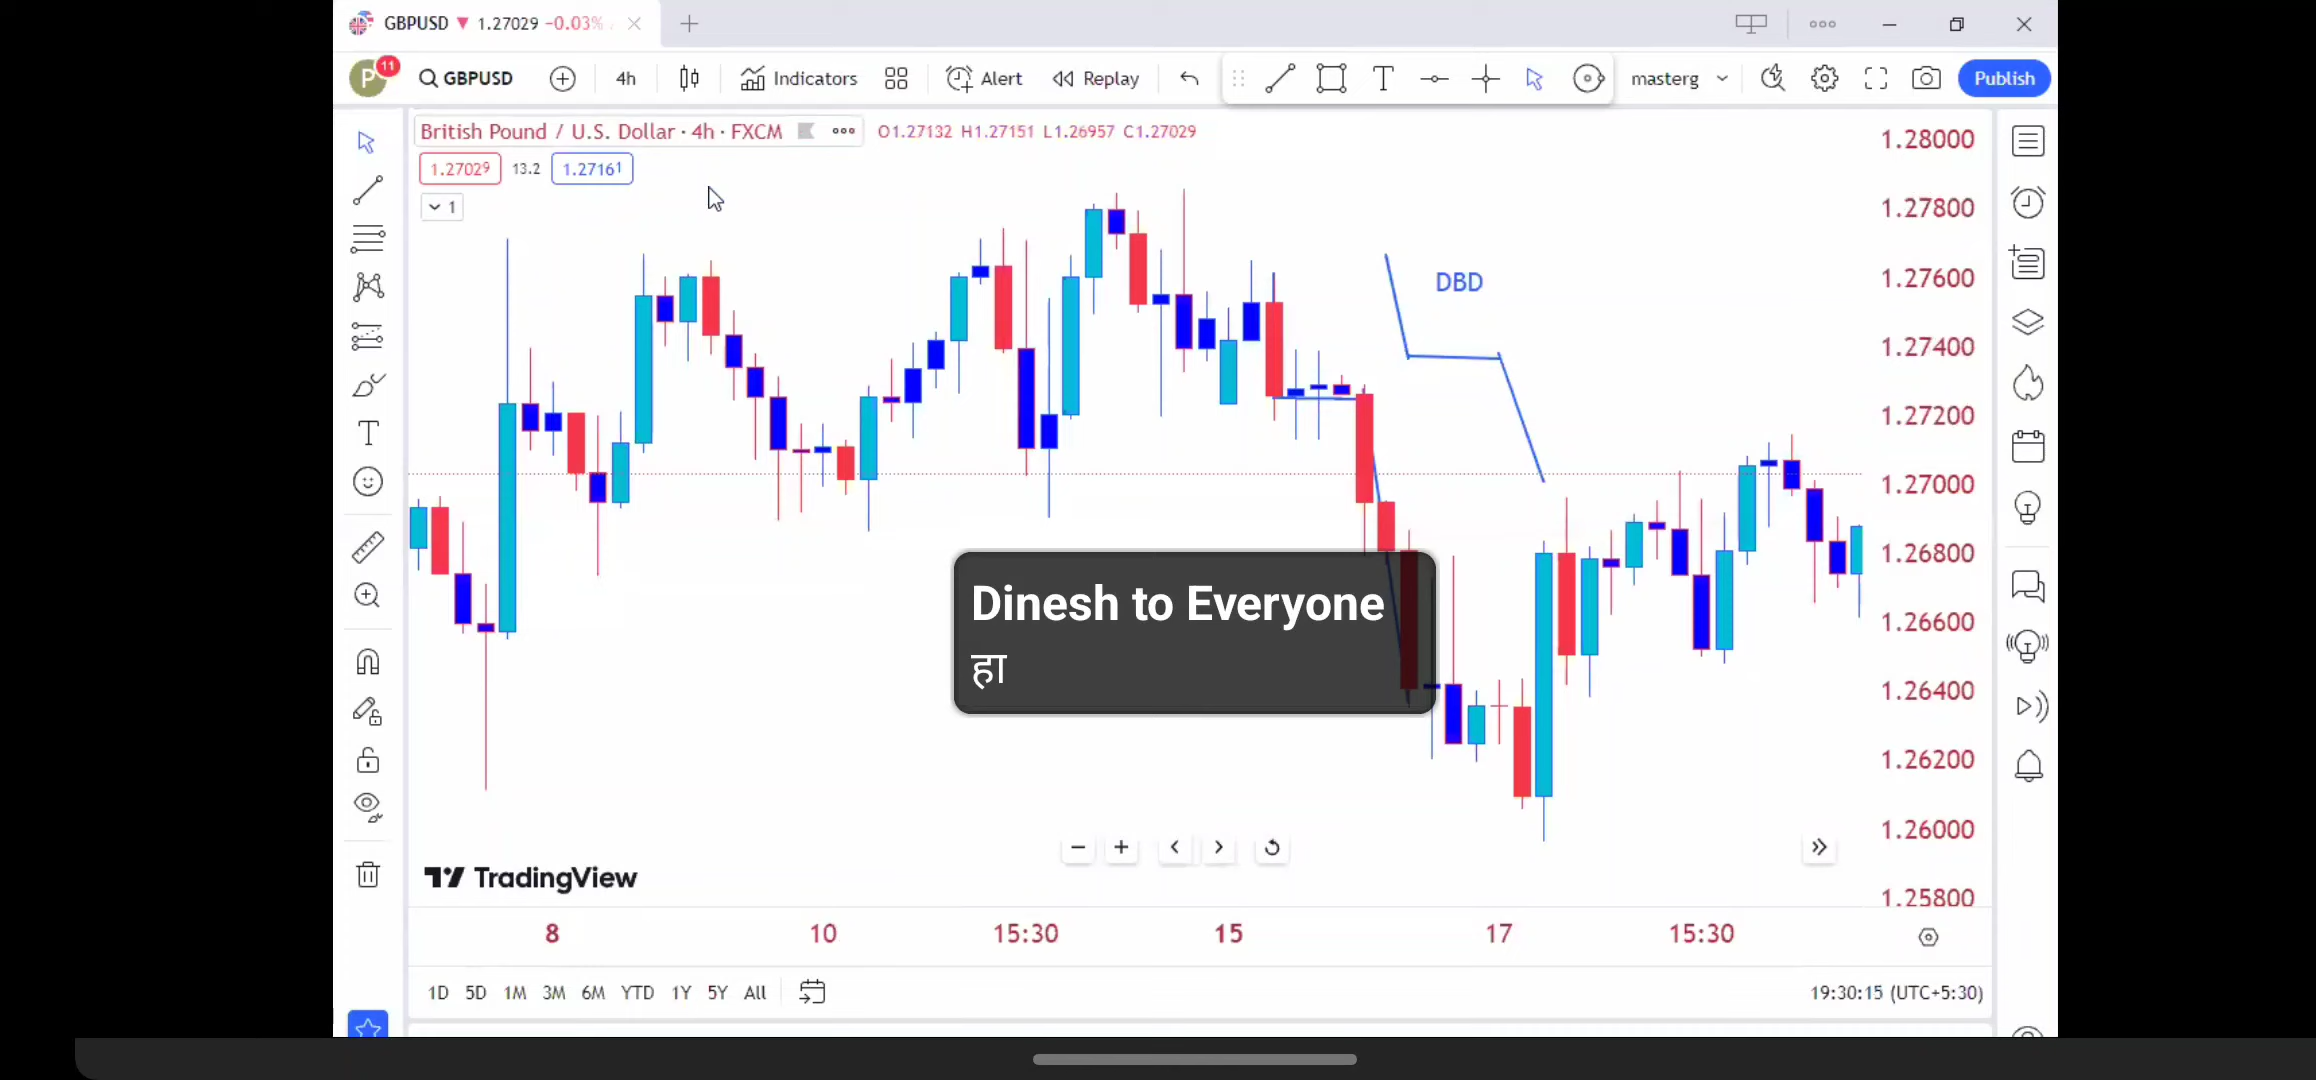 GBPUSD ▼ 1.27029 −0.03%
P 11 GBPUSD 4h Indicators Alert Replay masterg Publish
British Pound / U.S. Dollar · 4h · FXCM O1.27132 H1.27151 L1.26957 C1.27029
1.27029 13.2 1.27161
1
DBD
1.28000
1.27800
1.27600
1.27400
1.27200
1.27000
1.26800
1.26600
1.26400
1.26200
1.26000
1.25800
Dinesh to Everyone
हा
TradingView
8 10 15:30 15 17 15:30
1D 5D 1M 3M 6M YTD 1Y 5Y All 19:30:15 (UTC+5:30)